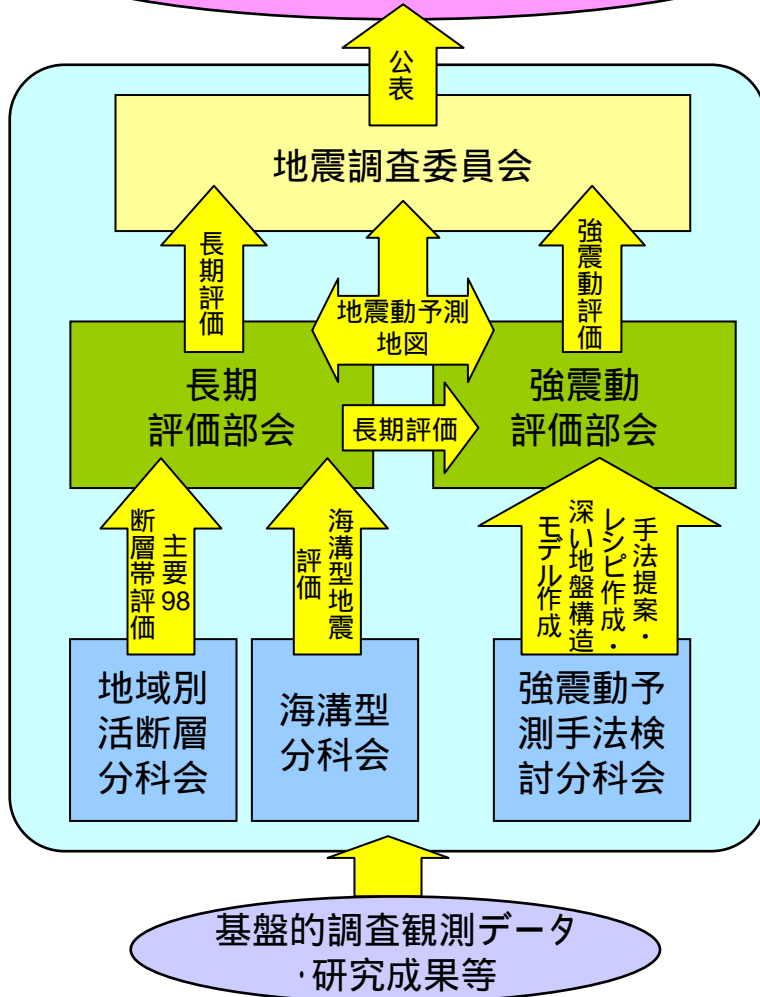 公表
地震調査委員会
長期評価
強震動評価
地震動予測
地図
長期
評価部会
長期評価
強震動
評価部会
主要98
断層帯評価
海溝型地震
評価
手法提案・
レシピ作成・
深い地盤構造
モデル作成
地域別
活断層
分科会
海溝型
分科会
強震動予
測手法検
討分科会
基盤的調査観測データ
・研究成果等